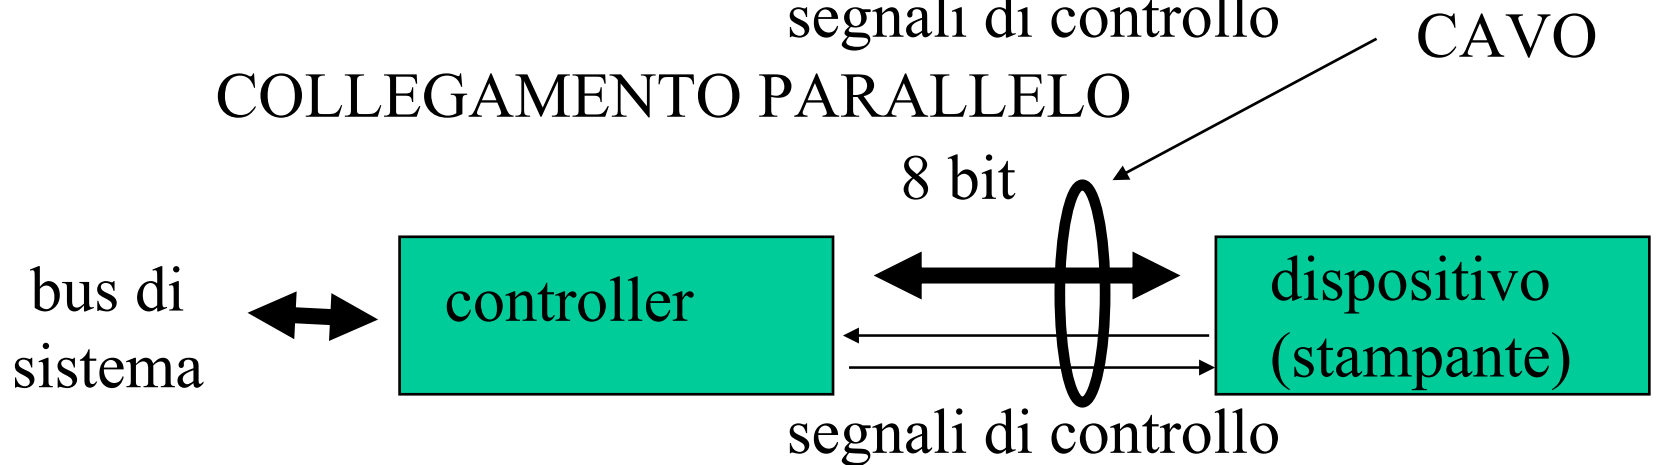 segnali di controllo
CAVO
COLLEGAMENTO PARALLELO
8 bit
bus di
sistema
controller
dispositivo
(stampante)
segnali di controllo